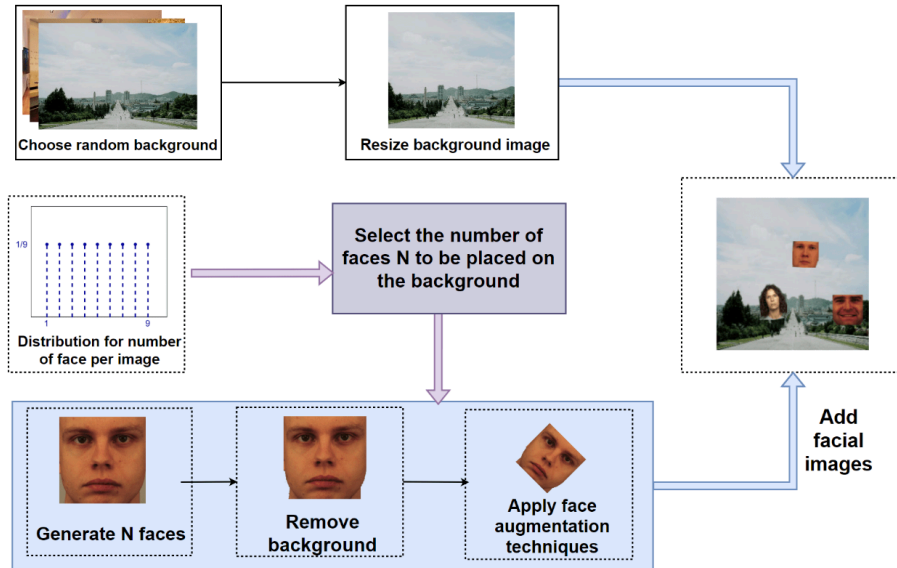 Choose random background
Resize background image
1/9
1
9
Distribution for number
of face per image
Select the number of
faces N to be placed on
the background
Generate N faces
Remove
background
Apply face
augmentation
techniques
Add
facial
images